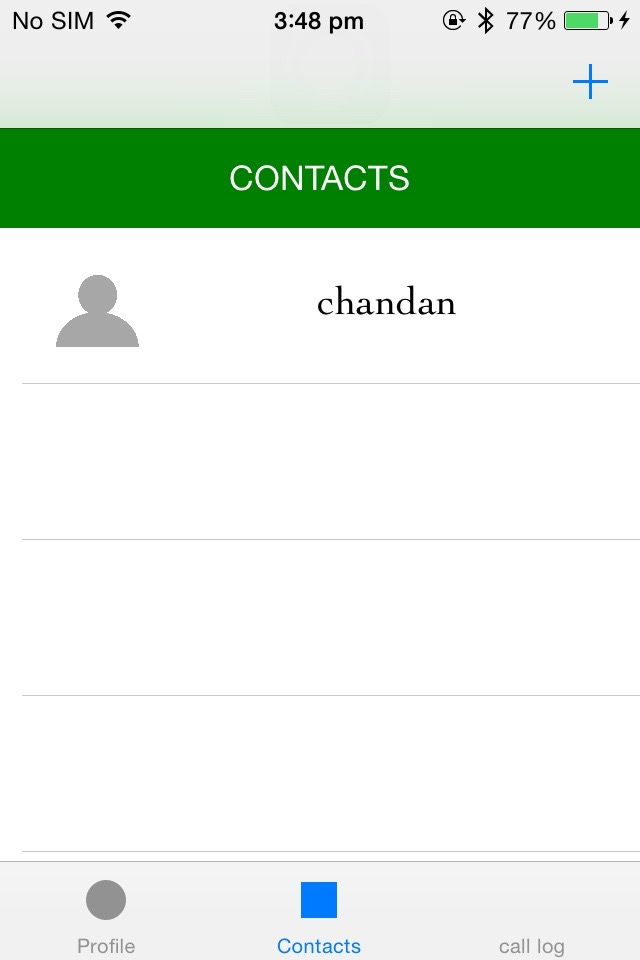 No SIM 3:48 pm 77%
CONTACTS
chandan
Profile Contacts call log